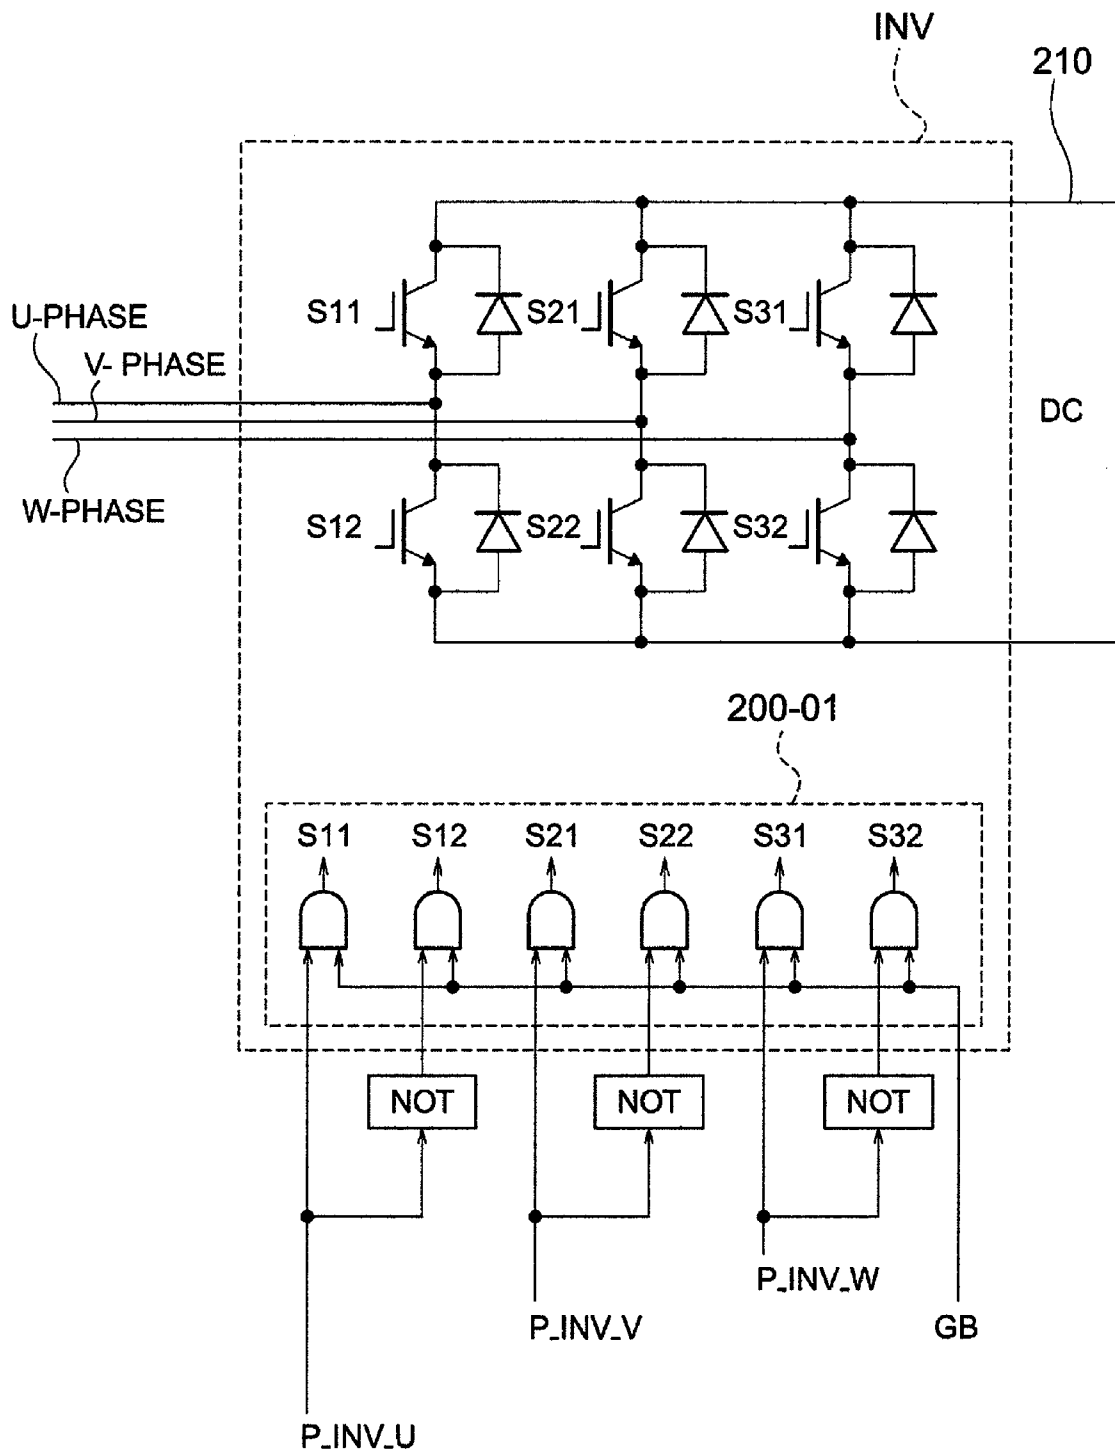 INV
210
S11
S21
S31
U-PHASE
V- PHASE
DC
W-PHASE
S12
S22
S32
200-01
S11 S12 S21 S22 S31 S32
NOT NOT NOT
P_INV_W
P_INV_V
GB
P_INV_U